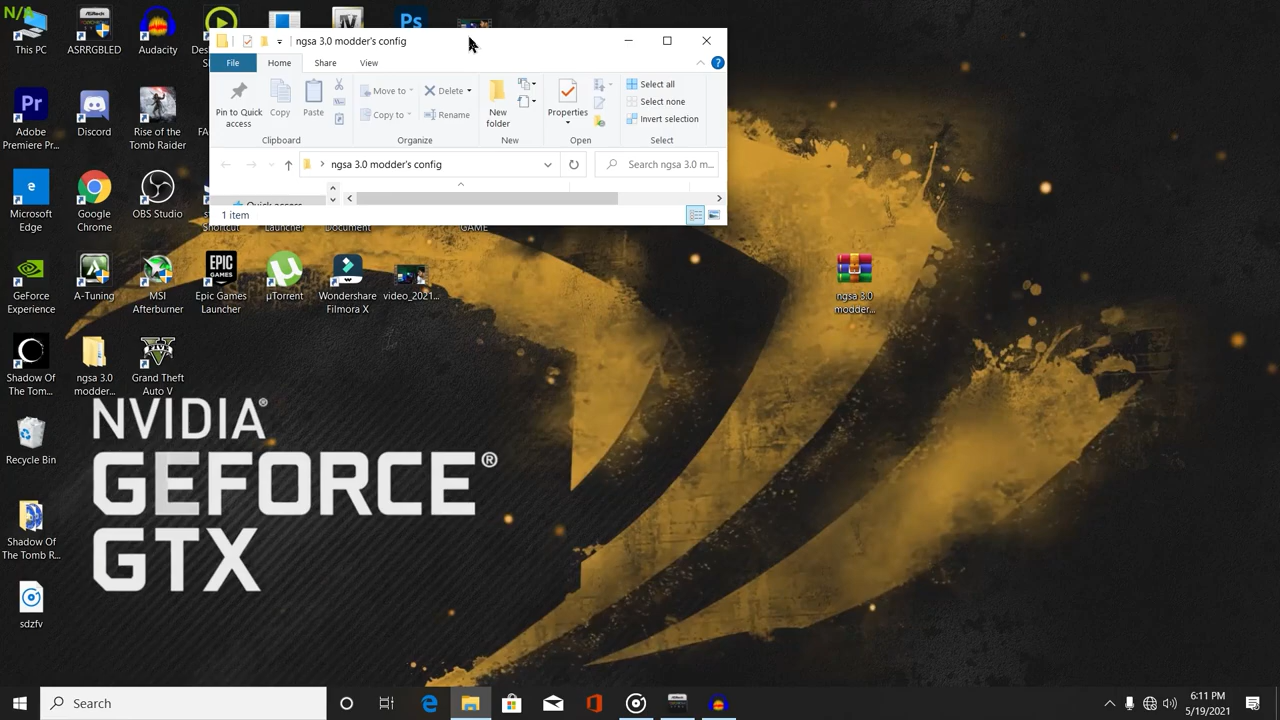 N/A
This PC
ASRRGBLED
Audacity
Des
Ps
ngsa 3.0 modder's config
File
Home
Share
View
Pin to Quick
access
Copy
Paste
Move to
Copy to
Delete
Rename
New
folder
Properties
Select all
Select none
Invert selection
Clipboard
Organize
New
Open
Select
ngsa 3.0 modder's config
Search ngsa 3.0 m...
Quick access
1 item
Adobe
Premiere Pr...
Discord
Rise of the
Tomb Raider
FA
Microsoft
Edge
Google
Chrome
OBS Studio
Shortcut
Launcher
Document
GAME
GeForce
Experience
A-Tuning
MSI
Afterburner
Epic Games
Launcher
µTorrent
Wondershare
Filmora X
video_2021...
Shadow Of
The Tom...
ngsa 3.0
modder...
Grand Theft
Auto V
Recycle Bin
Shadow Of
The Tomb R...
sdzfv
ngsa 3.0
modder...
NVIDIA®
GEFORCE®
GTX
Search
6:11 PM
5/19/2021